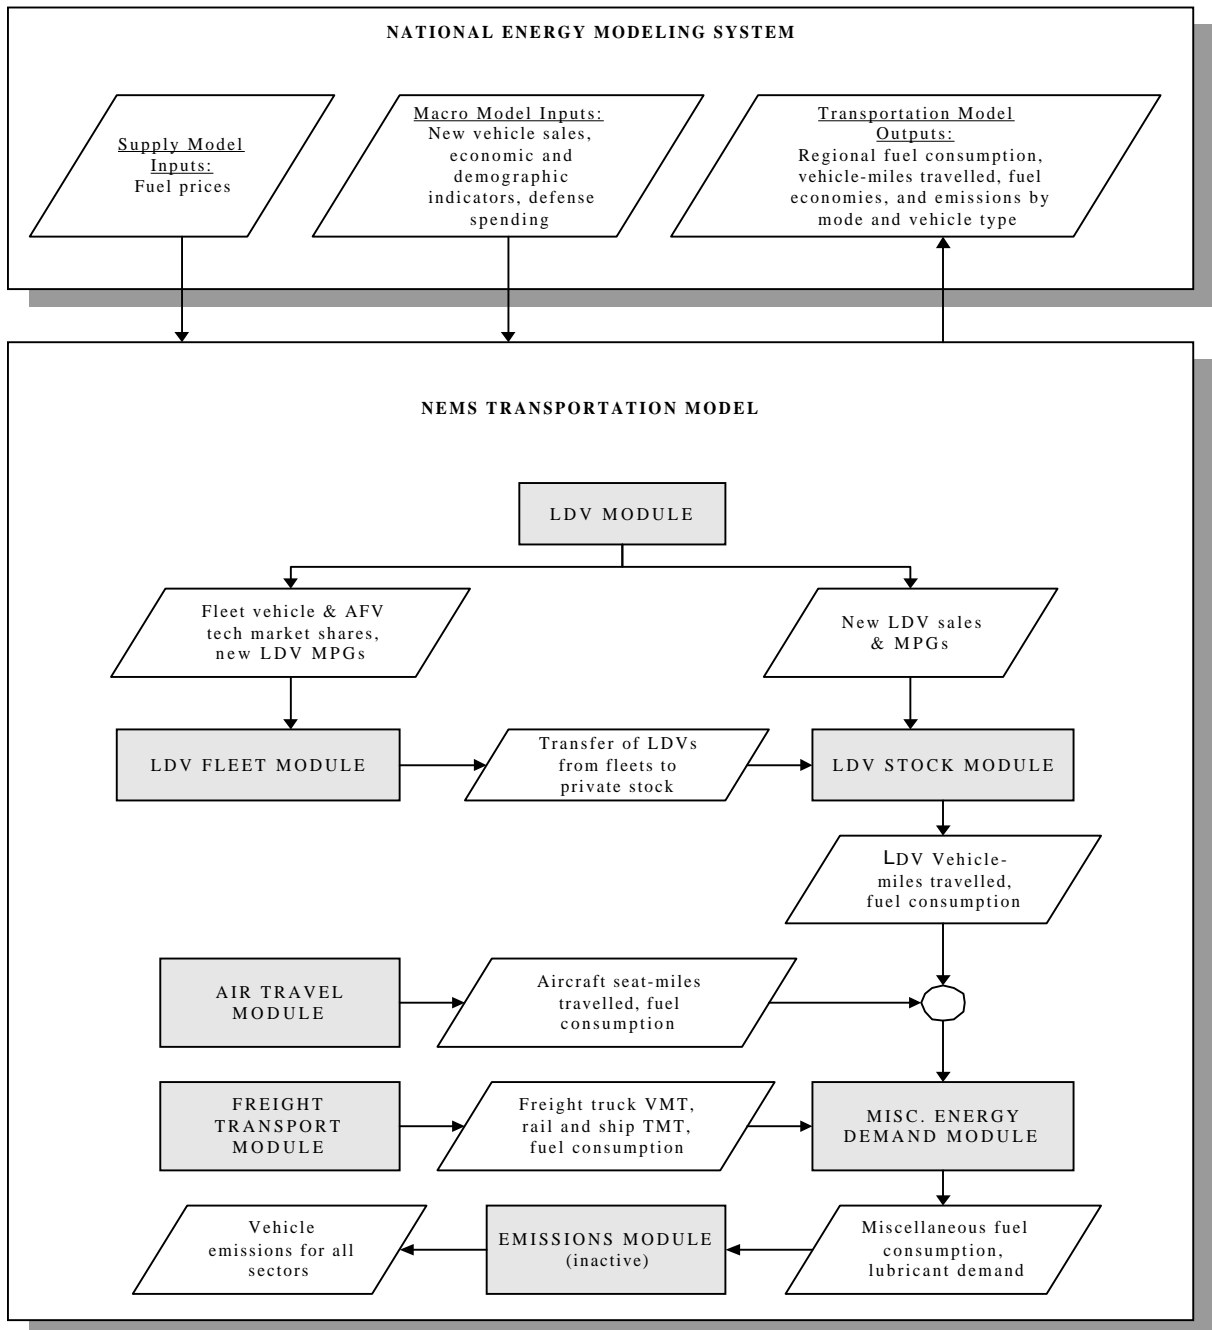 NATIONAL ENERGY MODELING SYSTEM
Supply Model
Inputs:
Fuel prices
Macro Model Inputs:
New vehicle sales,
economic and
demographic
indicators, defense
spending
Transportation Model
Outputs:
Regional fuel consumption,
vehicle-miles travelled, fuel
economies, and emissions by
mode and vehicle type
NEMS TRANSPORTATION MODEL
LDV MODULE
Fleet vehicle & AFV
tech market shares,
new LDV MPGs
New LDV sales
& MPGs
LDV FLEET MODULE
Transfer of LDVs
from fleets to
private stock
LDV STOCK MODULE
LDV Vehicle-
miles travelled,
fuel consumption
AIR TRAVEL
MODULE
Aircraft seat-miles
travelled, fuel
consumption
FREIGHT
TRANSPORT
MODULE
Freight truck VMT,
rail and ship TMT,
fuel consumption
MISC. ENERGY
DEMAND MODULE
Vehicle
emissions for all
sectors
EMISSIONS MODULE
(inactive)
Miscellaneous fuel
consumption,
lubricant demand